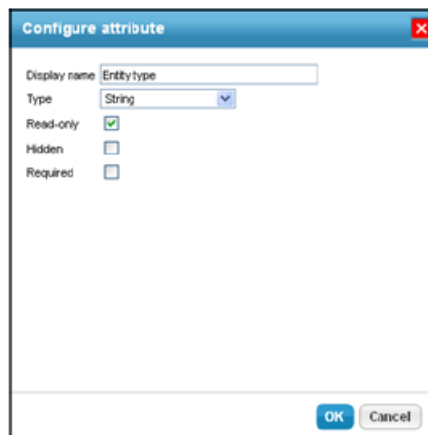 Configure attribute
Display name Entity type
Type String
Read-only
Hidden
Required
OK Cancel